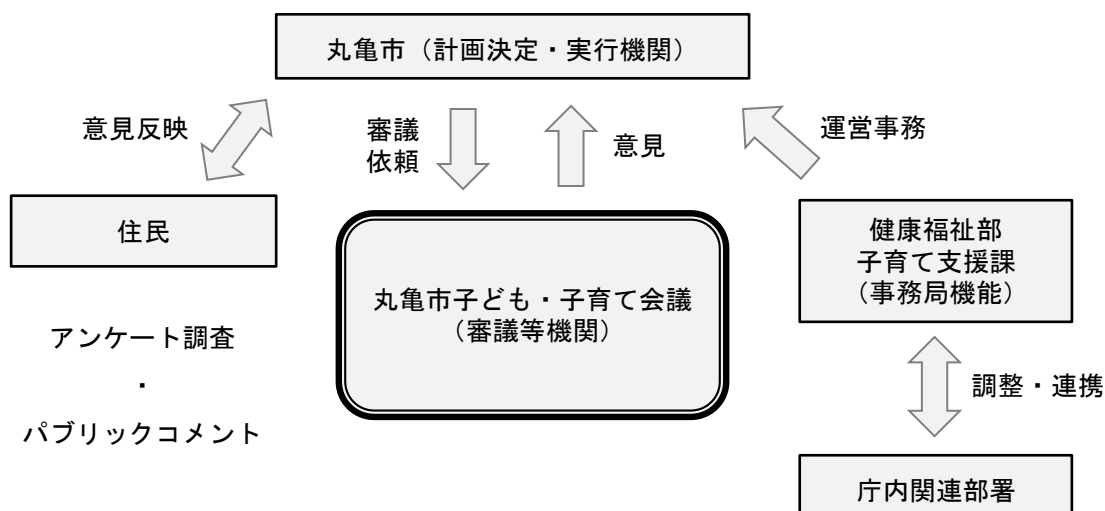 丸亀市（計画決定・実行機関）
意見反映
審議
依頼
意見
運営事務
住民
丸亀市子ども・子育て会議
（審議等機関）
健康福祉部
子育て支援課
（事務局機能）
アンケート調査
・
パブリックコメント
調整・連携
庁内関連部署